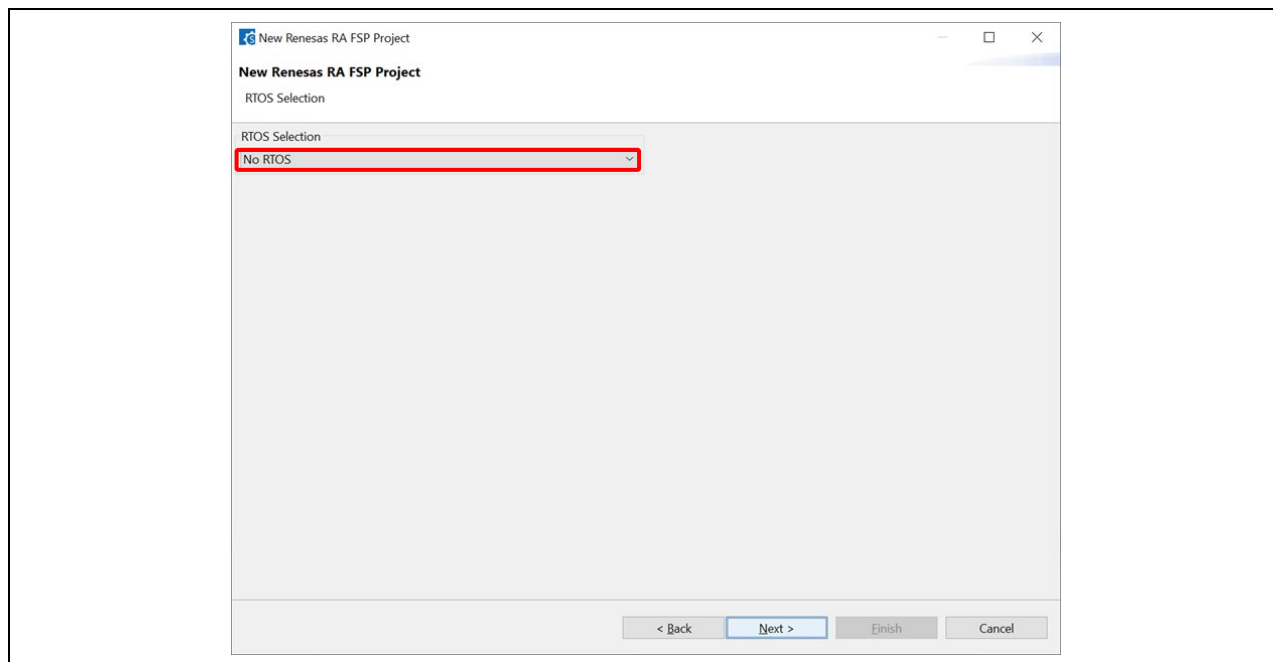 New Renesas RA FSP Project
New Renesas RA FSP Project
RTOS Selection
RTOS Selection
No RTOS
< Back Next > Finish Cancel